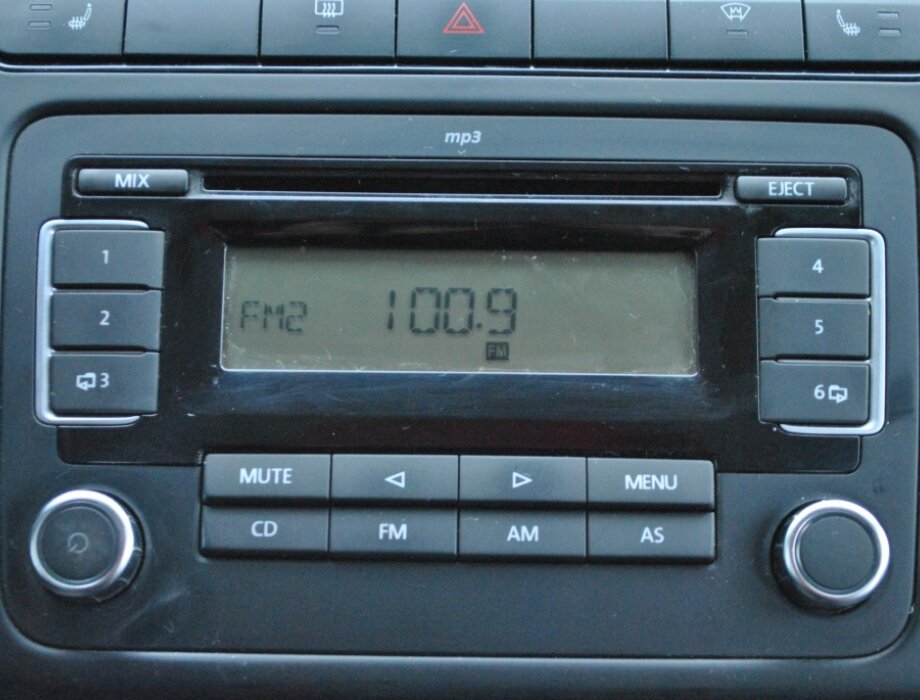 mp3
MIX
EJECT
1
2
3
FM2 100.9
FM
4
5
6
MUTE
MENU
CD FM AM AS